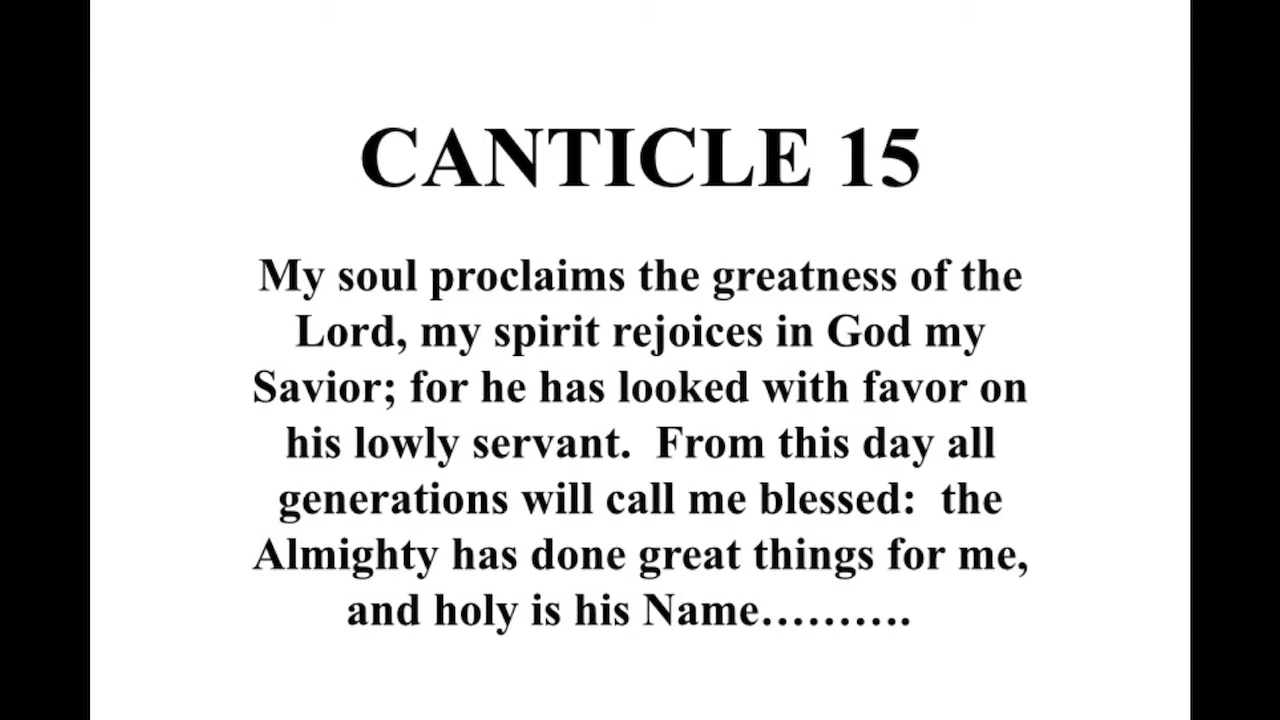 CANTICLE 15
My soul proclaims the greatness of the
Lord, my spirit rejoices in God my
Savior; for he has looked with favor on
his lowly servant.  From this day all
generations will call me blessed:  the
Almighty has done great things for me,
and holy is his Name……….